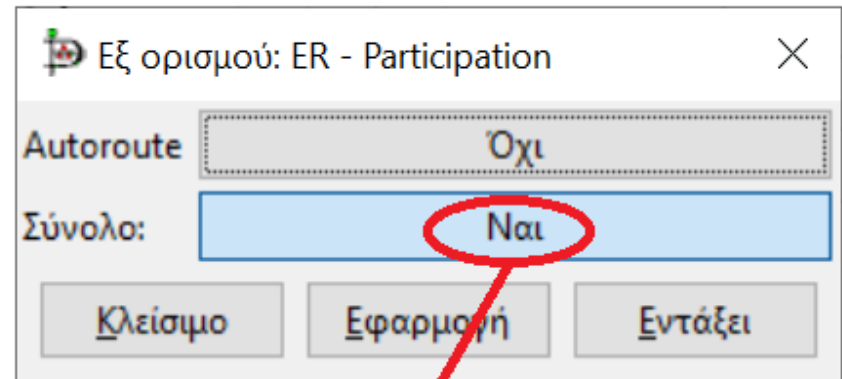 Εξ ορισμού: ER - Participation
Autoroute Όχι
Σύνολο: Ναι
Κλείσιμο Εφαρμογή Εντάξει